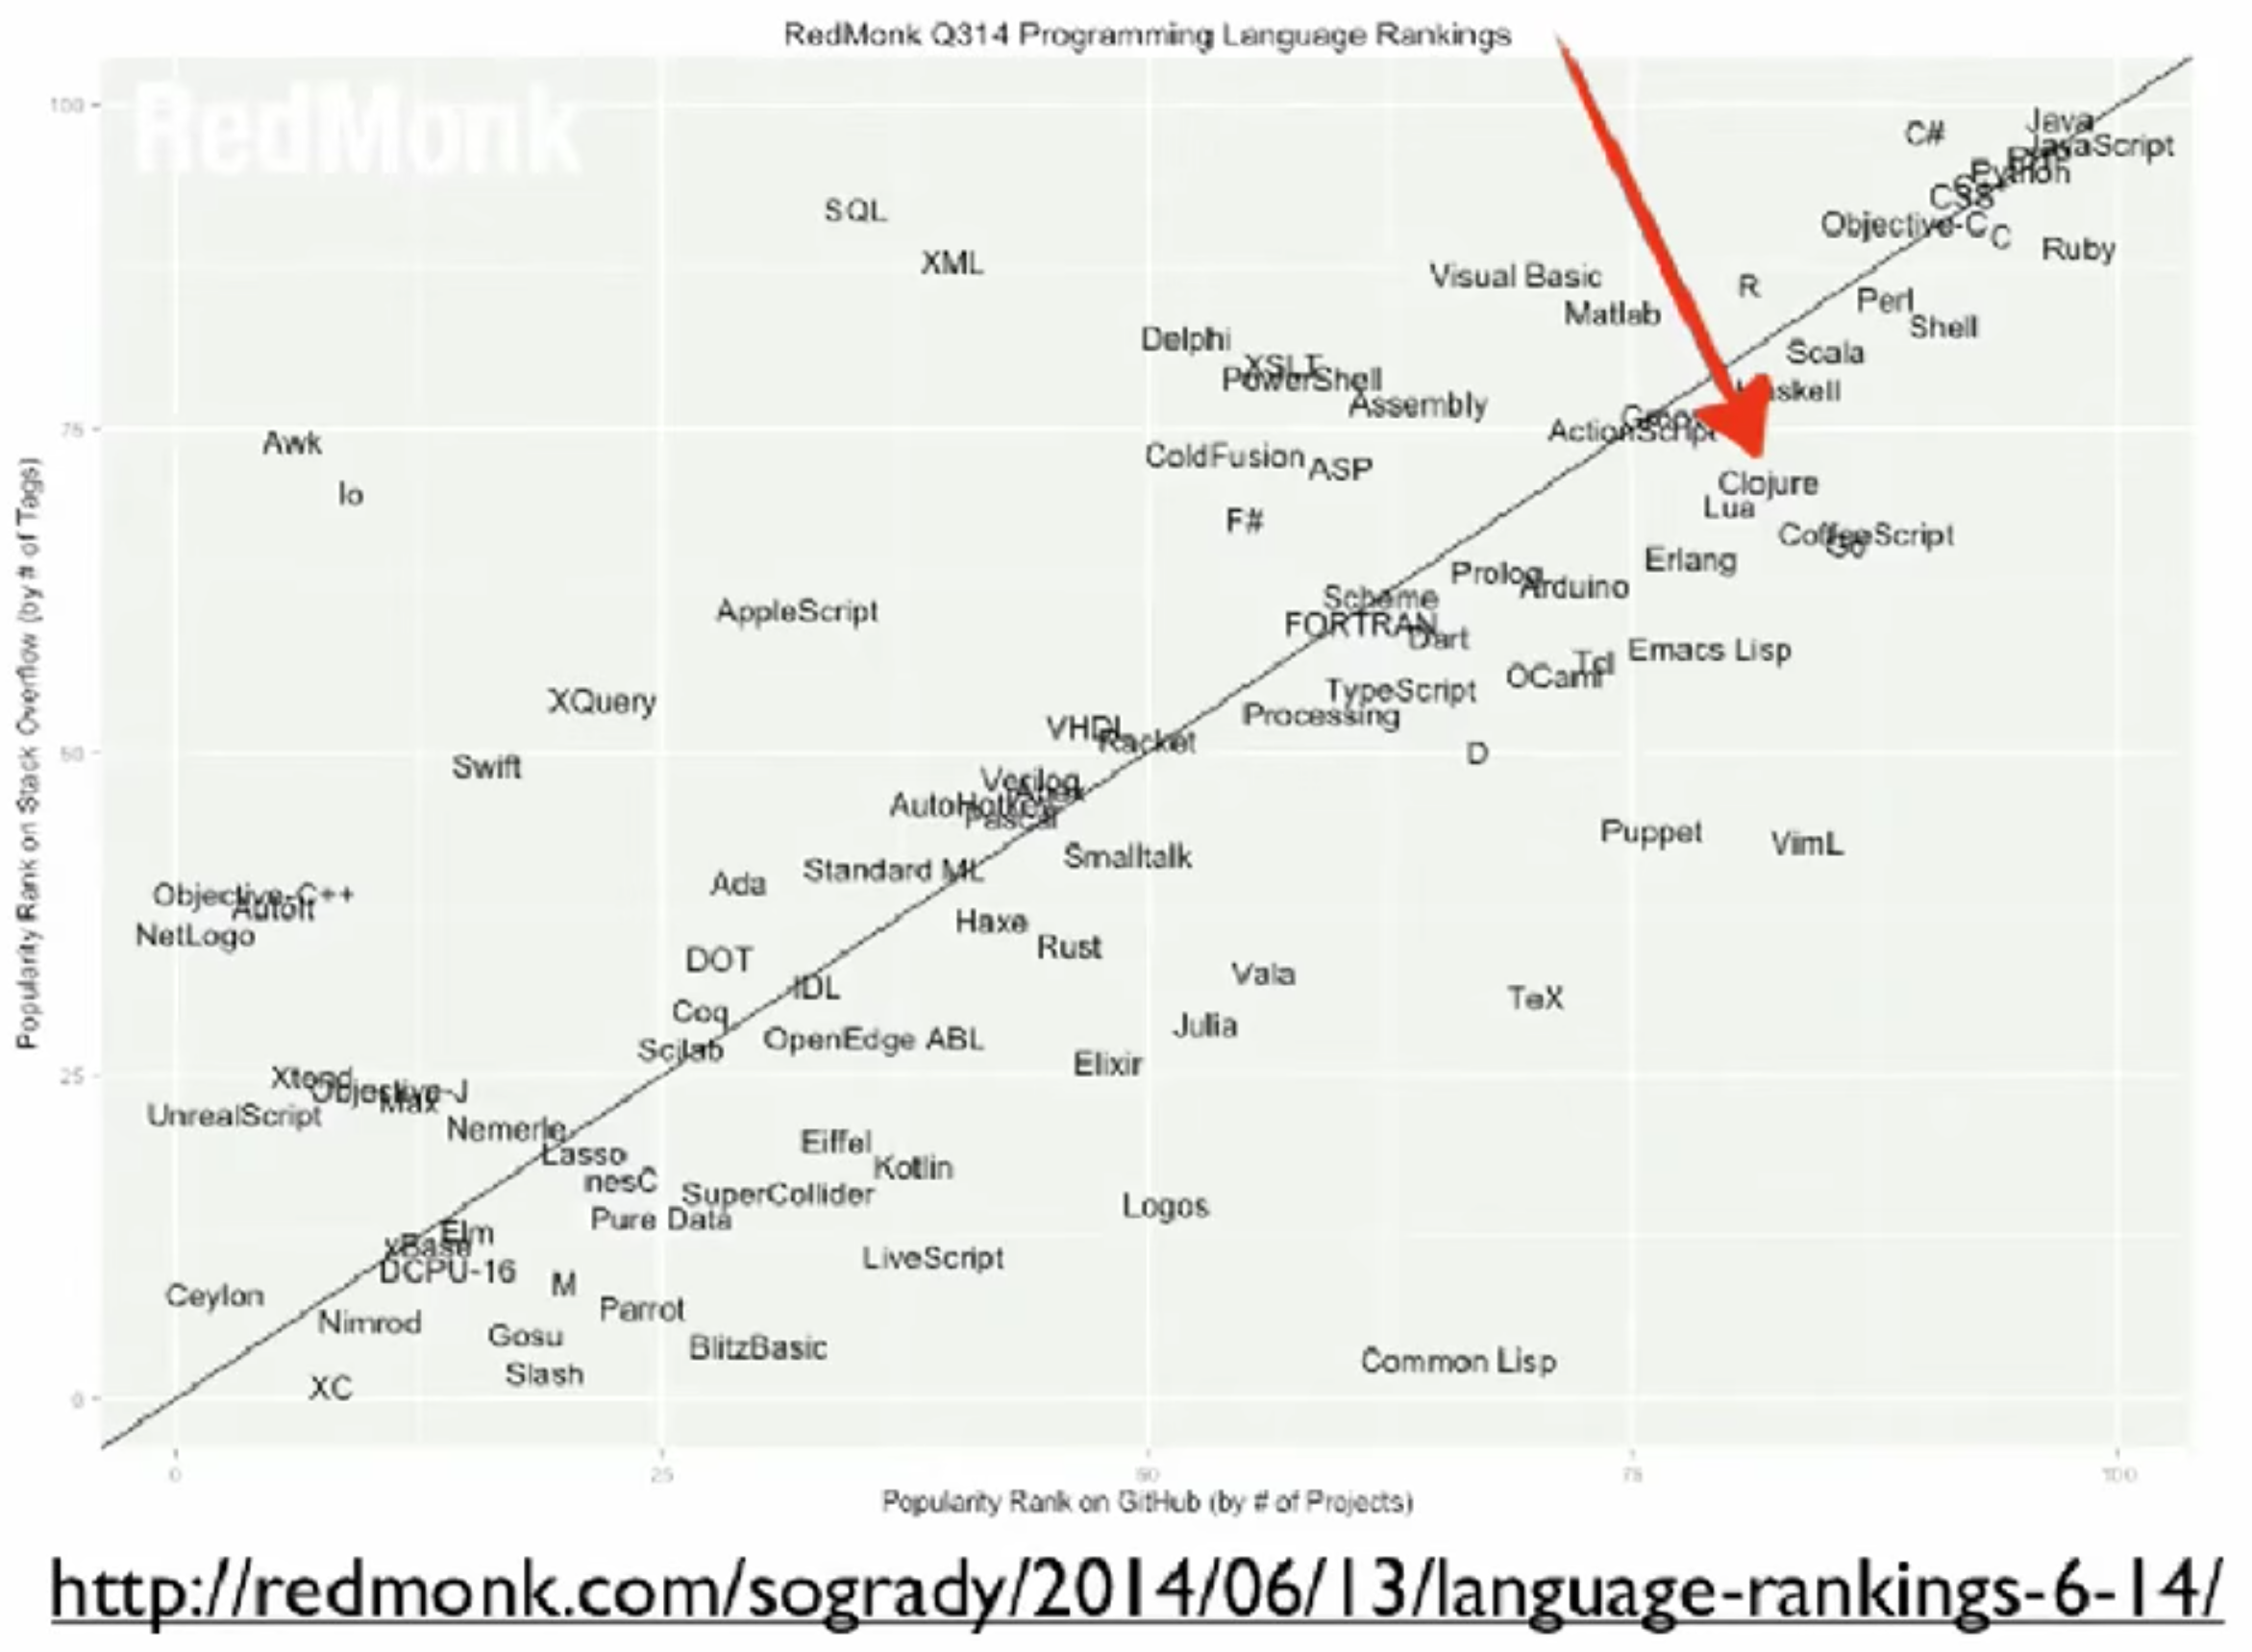 RedMonk Q314 Programming Language Rankings
RedMonk
100
Java
C#
JavaScript
Python
CSS
SQL
Objective-C
C
Ruby
XML
Visual Basic
R
Perl
Matlab
Shell
Delphi
Scala
XSLT
PowerShell
Assembly
ActionScript
75
Awk
ColdFusion
ASP
Clojure
Io
Lua
F#
CoffeeScript
Go
Erlang
Prolog
Arduino
Scheme
AppleScript
FORTRAN
Dart
Emacs Lisp
Tcl
OCaml
TypeScript
XQuery
Processing
VHDL
Racket
50
D
Swift
Verilog
AutoHotkey
Pascal
Puppet
VimL
Smalltalk
Standard ML
Ada
Objective-C++
AutoIt
Haxe
NetLogo
Rust
DOT
Vala
IDL
TeX
Coq
Julia
OpenEdge ABL
Scilab
Elixir
25
Xtend
Objective-J
Max
UnrealScript
Nemerle
Eiffel
Lasso
Kotlin
nesC
SuperCollider
Logos
Pure Data
Elm
xBase
LiveScript
DCPU-16
M
Ceylon
Parrot
Nimrod
Gosu
BlitzBasic
Common Lisp
Slash
XC
0
0
25
50
75
100
Popularity Rank on Stack Overflow (by # of Tags)
Popularity Rank on GitHub (by # of Projects)
http://redmonk.com/sogrady/2014/06/13/language-rankings-6-14/